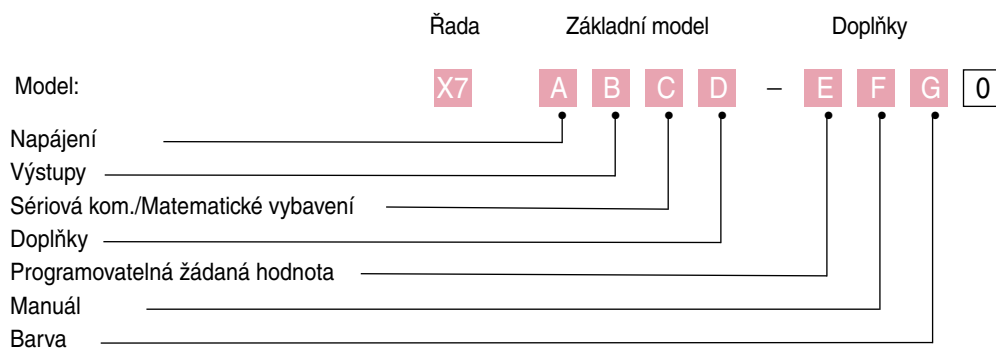 Řada Základní model Doplňky
Model: X7 A B C D – E F G 0
Napájení
Výstupy
Sériová kom./Matematické vybavení
Doplňky
Programovatelná žádaná hodnota
Manuál
Barva